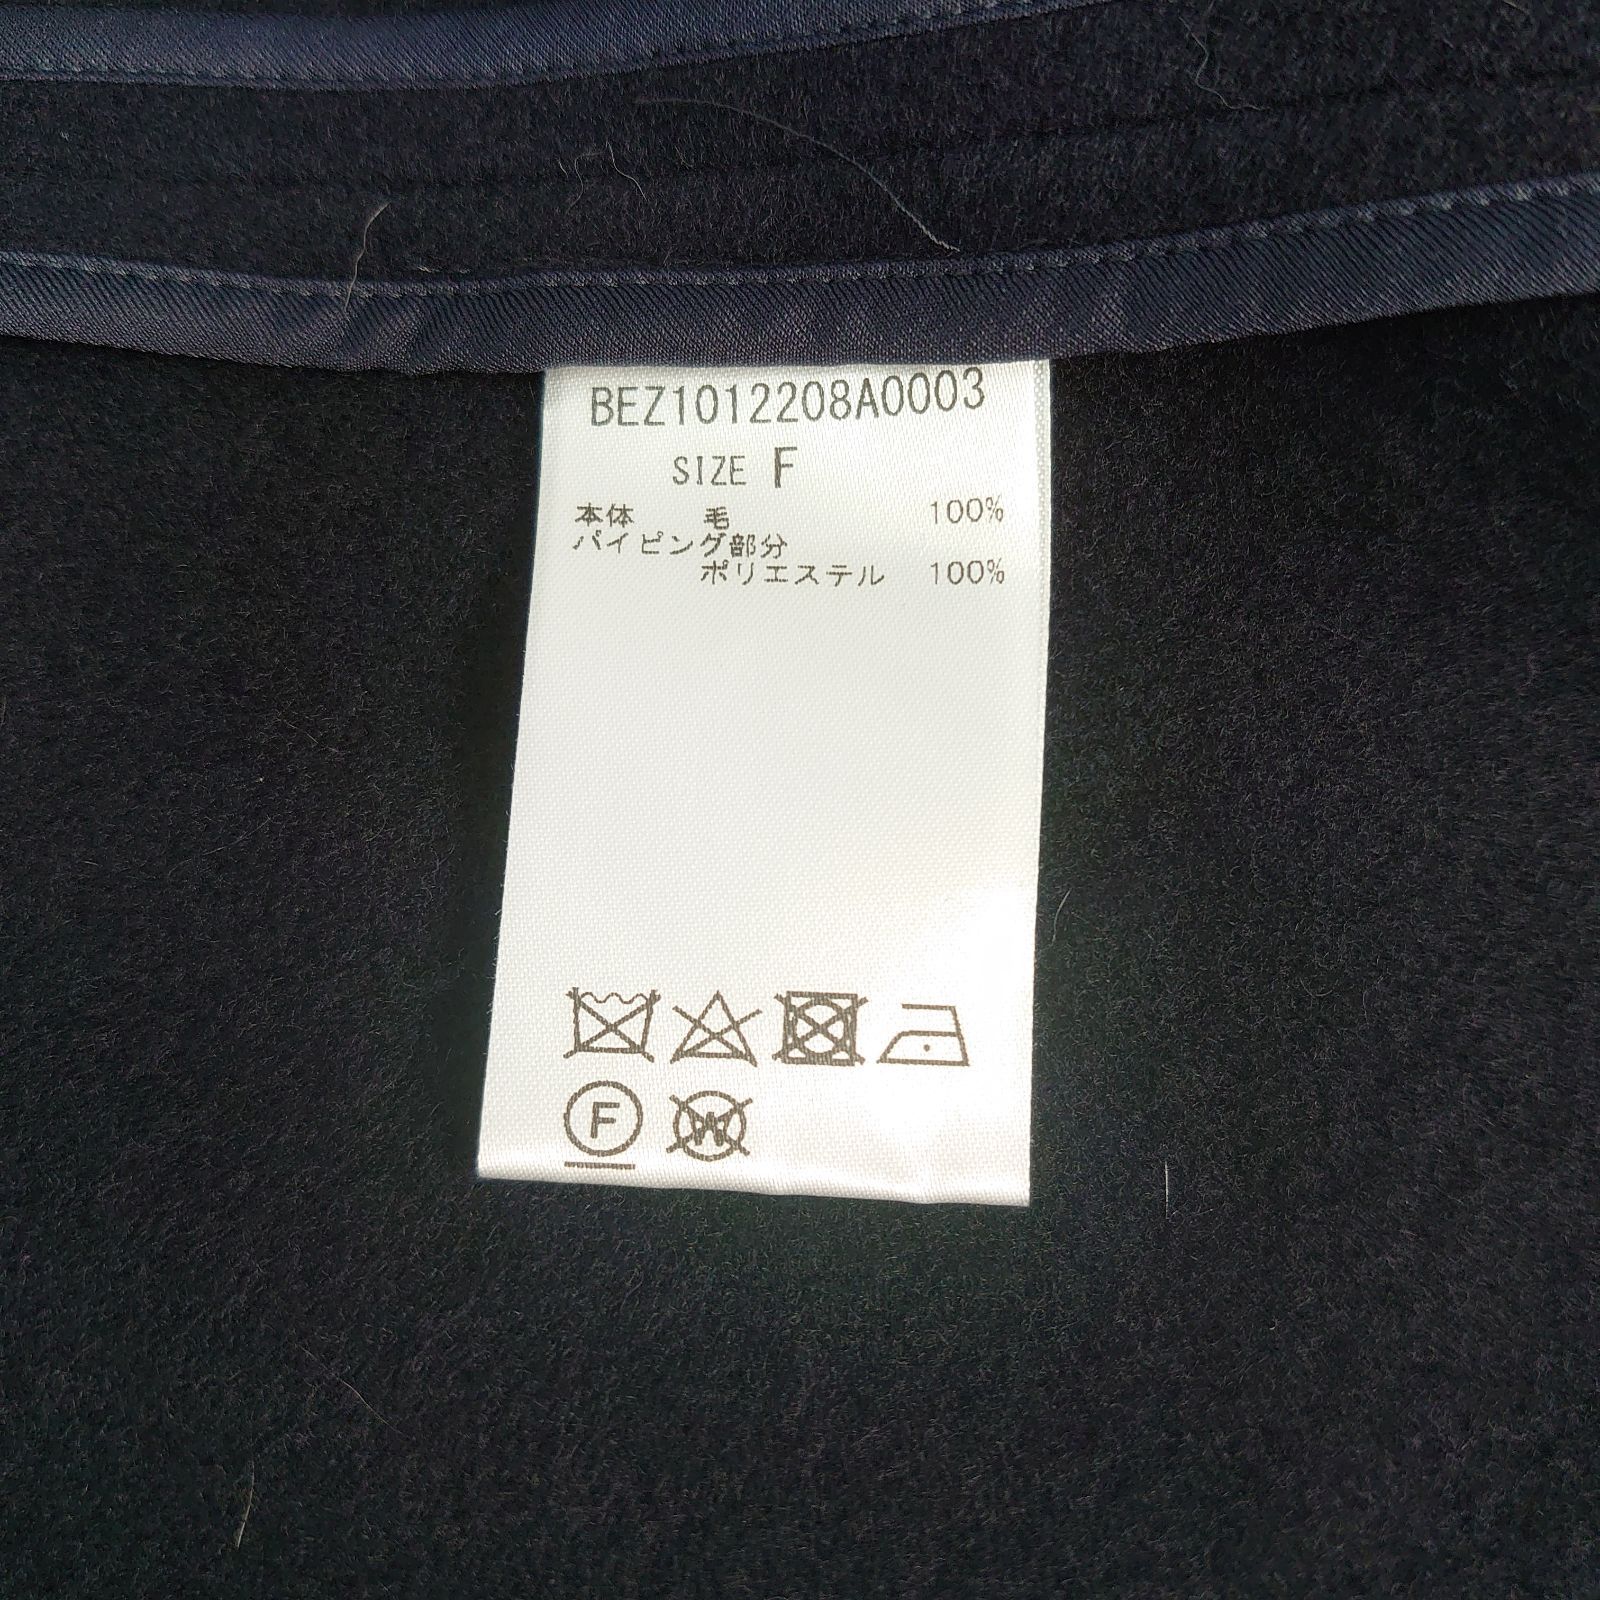 BEZ1012208A0003
SIZE F
本体 毛 100%
パイピング部分
ポリエステル 100%
F
W